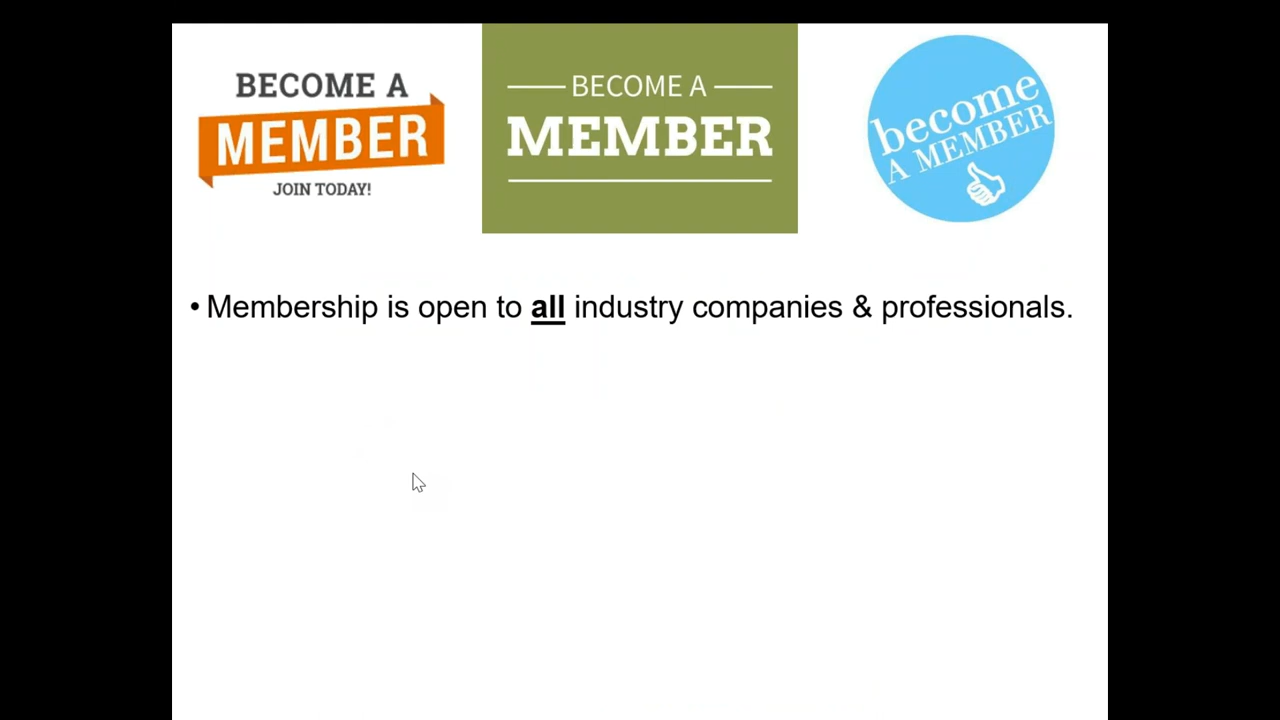 BECOME A
MEMBER
JOIN TODAY!
BECOME A
MEMBER
become
A MEMBER
• Membership is open to all industry companies & professionals.